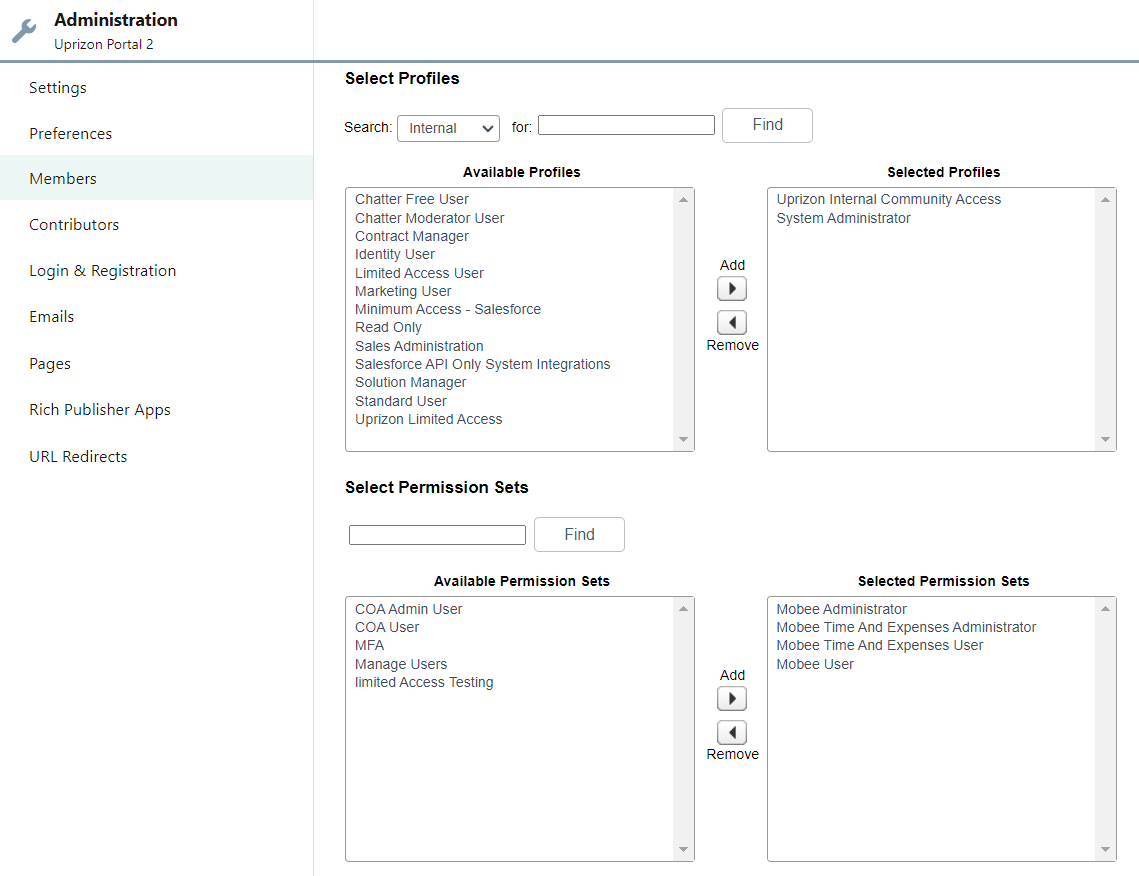 Administration
Uprizon Portal 2
Settings
Preferences
Members
Contributors
Login & Registration
Emails
Pages
Rich Publisher Apps
URL Redirects
Select Profiles
Search: Internal for: Find
Available Profiles
Chatter Free User
Chatter Moderator User
Contract Manager
Identity User
Limited Access User
Marketing User
Minimum Access - Salesforce
Read Only
Sales Administration
Salesforce API Only System Integrations
Solution Manager
Standard User
Uprizon Limited Access
Add
Remove
Selected Profiles
Uprizon Internal Community Access
System Administrator
Select Permission Sets
Find
Available Permission Sets
COA Admin User
COA User
MFA
Manage Users
limited Access Testing
Add
Remove
Selected Permission Sets
Mobee Administrator
Mobee Time And Expenses Administrator
Mobee Time And Expenses User
Mobee User